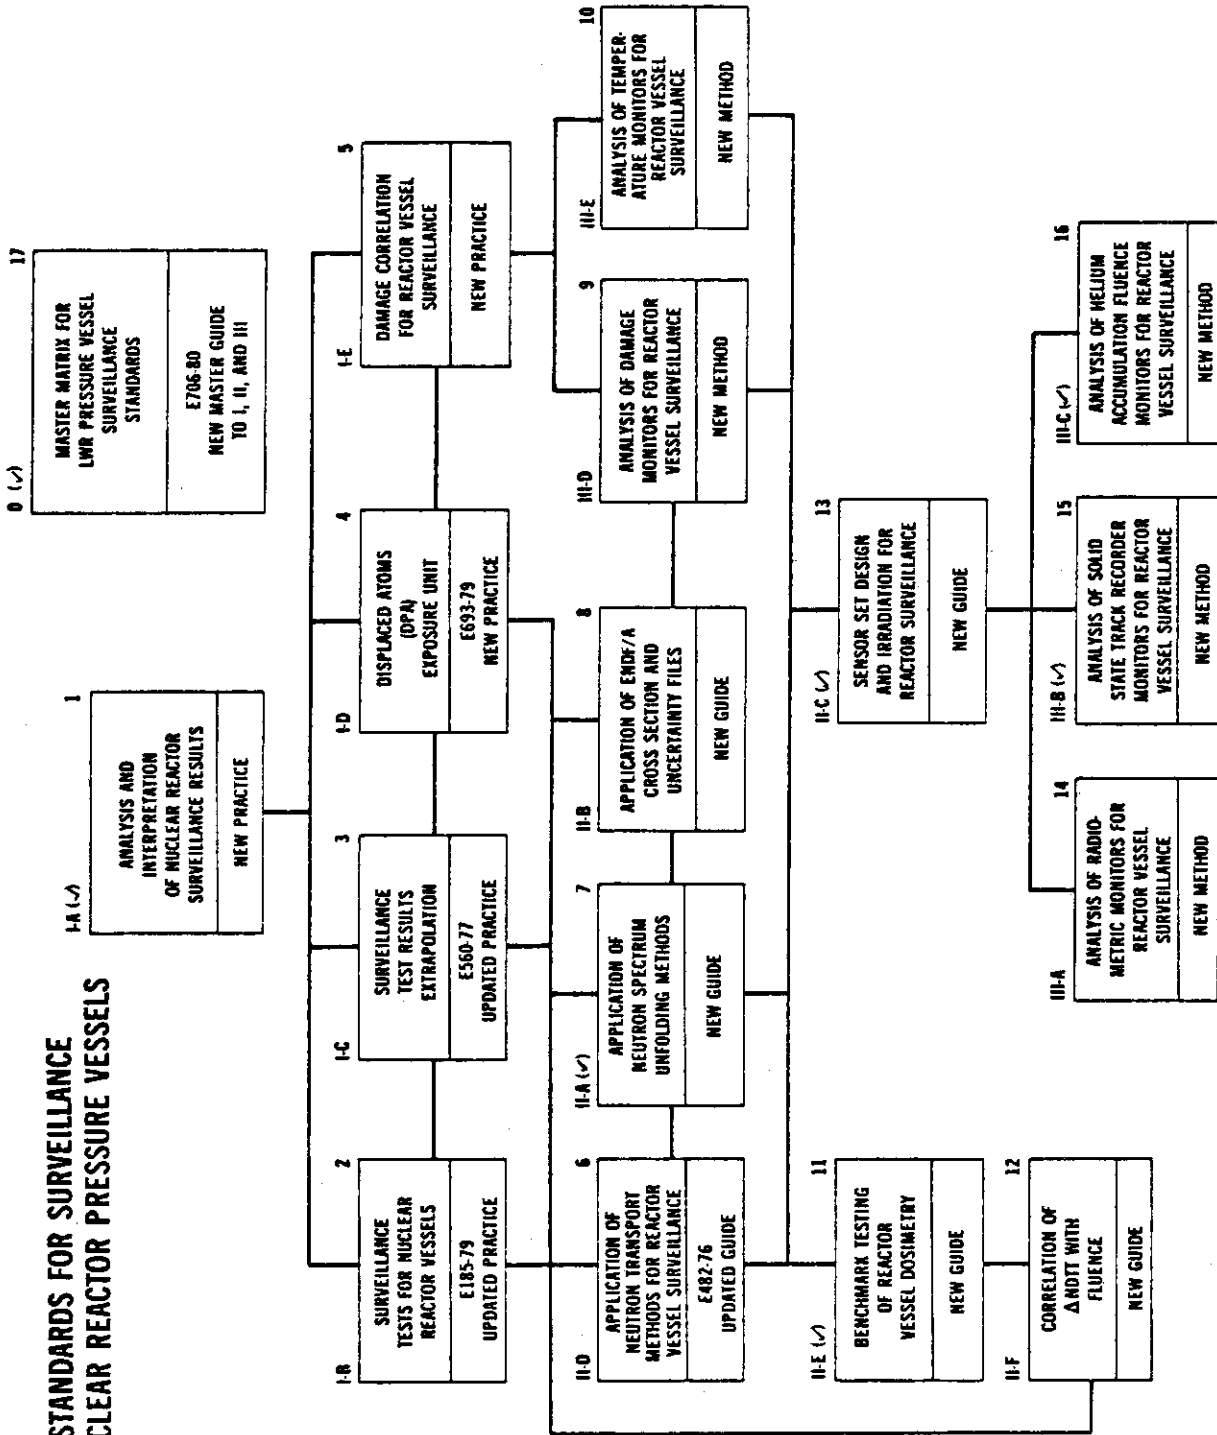 STANDARDS FOR SURVEILLANCE
CLEAR REACTOR PRESSURE VESSELS
0 (✓) 17
MASTER MATRIX FOR
LWR PRESSURE VESSEL
SURVEILLANCE
STANDARDS
E706-80
NEW MASTER GUIDE
TO I, II, AND III
I-A (✓) 1
ANALYSIS AND
INTERPRETATION
OF NUCLEAR REACTOR
SURVEILLANCE RESULTS
NEW PRACTICE
I-B 2
SURVEILLANCE
TESTS FOR NUCLEAR
REACTOR VESSELS
E185-79
UPDATED PRACTICE
I-C 3
SURVEILLANCE
TEST RESULTS
EXTRAPOLATION
E560-77
UPDATED PRACTICE
I-D 4
DISPLACED ATOMS
(DPA)
EXPOSURE UNIT
E693-79
NEW PRACTICE
I-E 5
DAMAGE CORRELATION
FOR REACTOR VESSEL
SURVEILLANCE
NEW PRACTICE
II-D 6
APPLICATION OF
NEUTRON TRANSPORT
METHODS FOR REACTOR
VESSEL SURVEILLANCE
E482-76
UPDATED GUIDE
II-A (✓) 7
APPLICATION OF
NEUTRON SPECTRUM
UNFOLDING METHODS
NEW GUIDE
II-B 8
APPLICATION OF ENDF/A
CROSS SECTION AND
UNCERTAINTY FILES
NEW GUIDE
III-D 9
ANALYSIS OF DAMAGE
MONITORS FOR REACTOR
VESSEL SURVEILLANCE
NEW METHOD
III-E 10
ANALYSIS OF TEMPER-
ATURE MONITORS FOR
REACTOR VESSEL
SURVEILLANCE
NEW METHOD
II-E (✓) 11
BENCHMARK TESTING
OF REACTOR
VESSEL DOSIMETRY
NEW GUIDE
II-F 12
CORRELATION OF
Δ NDTT WITH
FLUENCE
NEW GUIDE
II-C (✓) 13
SENSOR SET DESIGN
AND IRRADIATION FOR
REACTOR SURVEILLANCE
NEW GUIDE
III-A 14
ANALYSIS OF RADIO-
METRIC MONITORS FOR
REACTOR VESSEL
SURVEILLANCE
NEW METHOD
III-B (✓) 15
ANALYSIS OF SOLID
STATE TRACK RECORDER
MONITORS FOR REACTOR
VESSEL SURVEILLANCE
NEW METHOD
III-C (✓) 16
ANALYSIS OF HELIUM
ACCUMULATION FLUENCE
MONITORS FOR REACTOR
VESSEL SURVEILLANCE
NEW METHOD